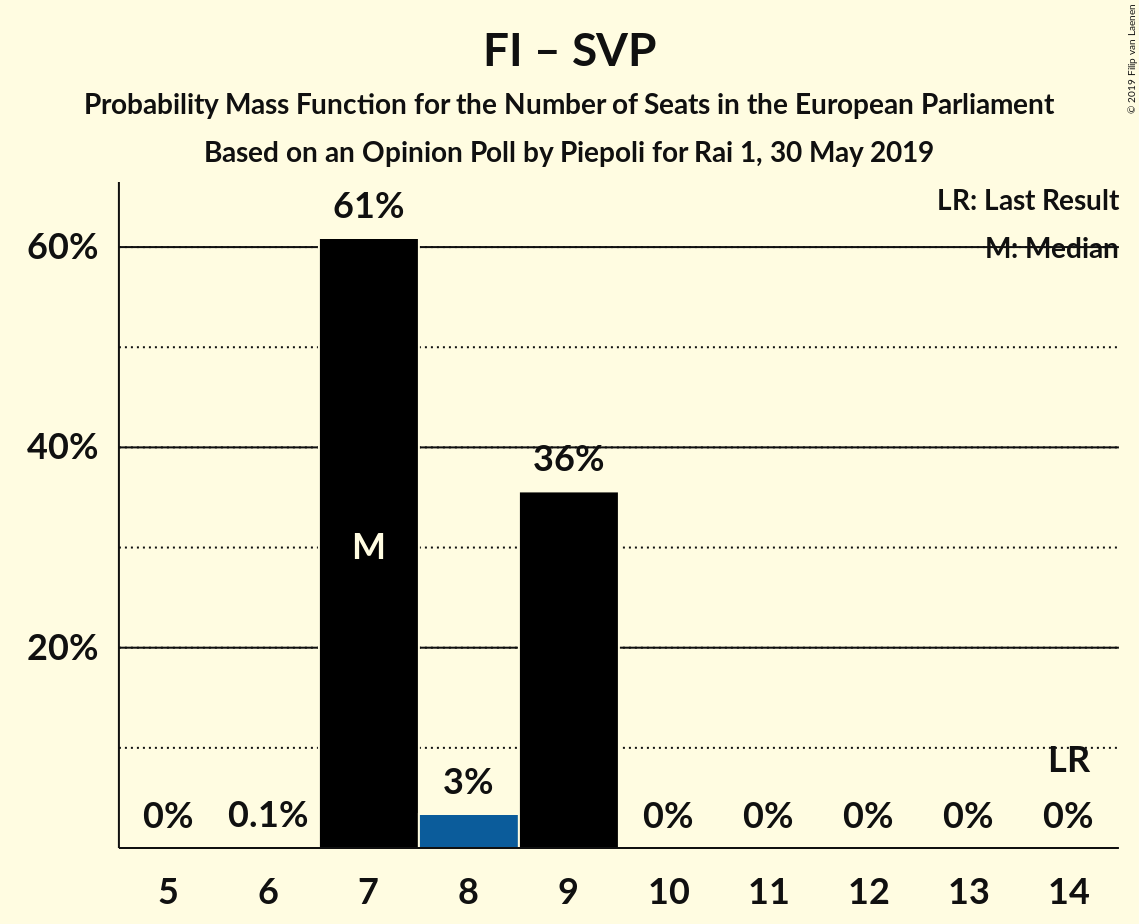 FI – SVP
Probability Mass Function for the Number of Seats in the European Parliament
Based on an Opinion Poll by Piepoli for Rai 1, 30 May 2019
© 2019 Filip van Laenen
LR: Last Result
M: Median
61%
60%
40%
36%
M
20%
LR
3%
0% 0.1% 0% 0% 0% 0% 0%
5 6 7 8 9 10 11 12 13 14